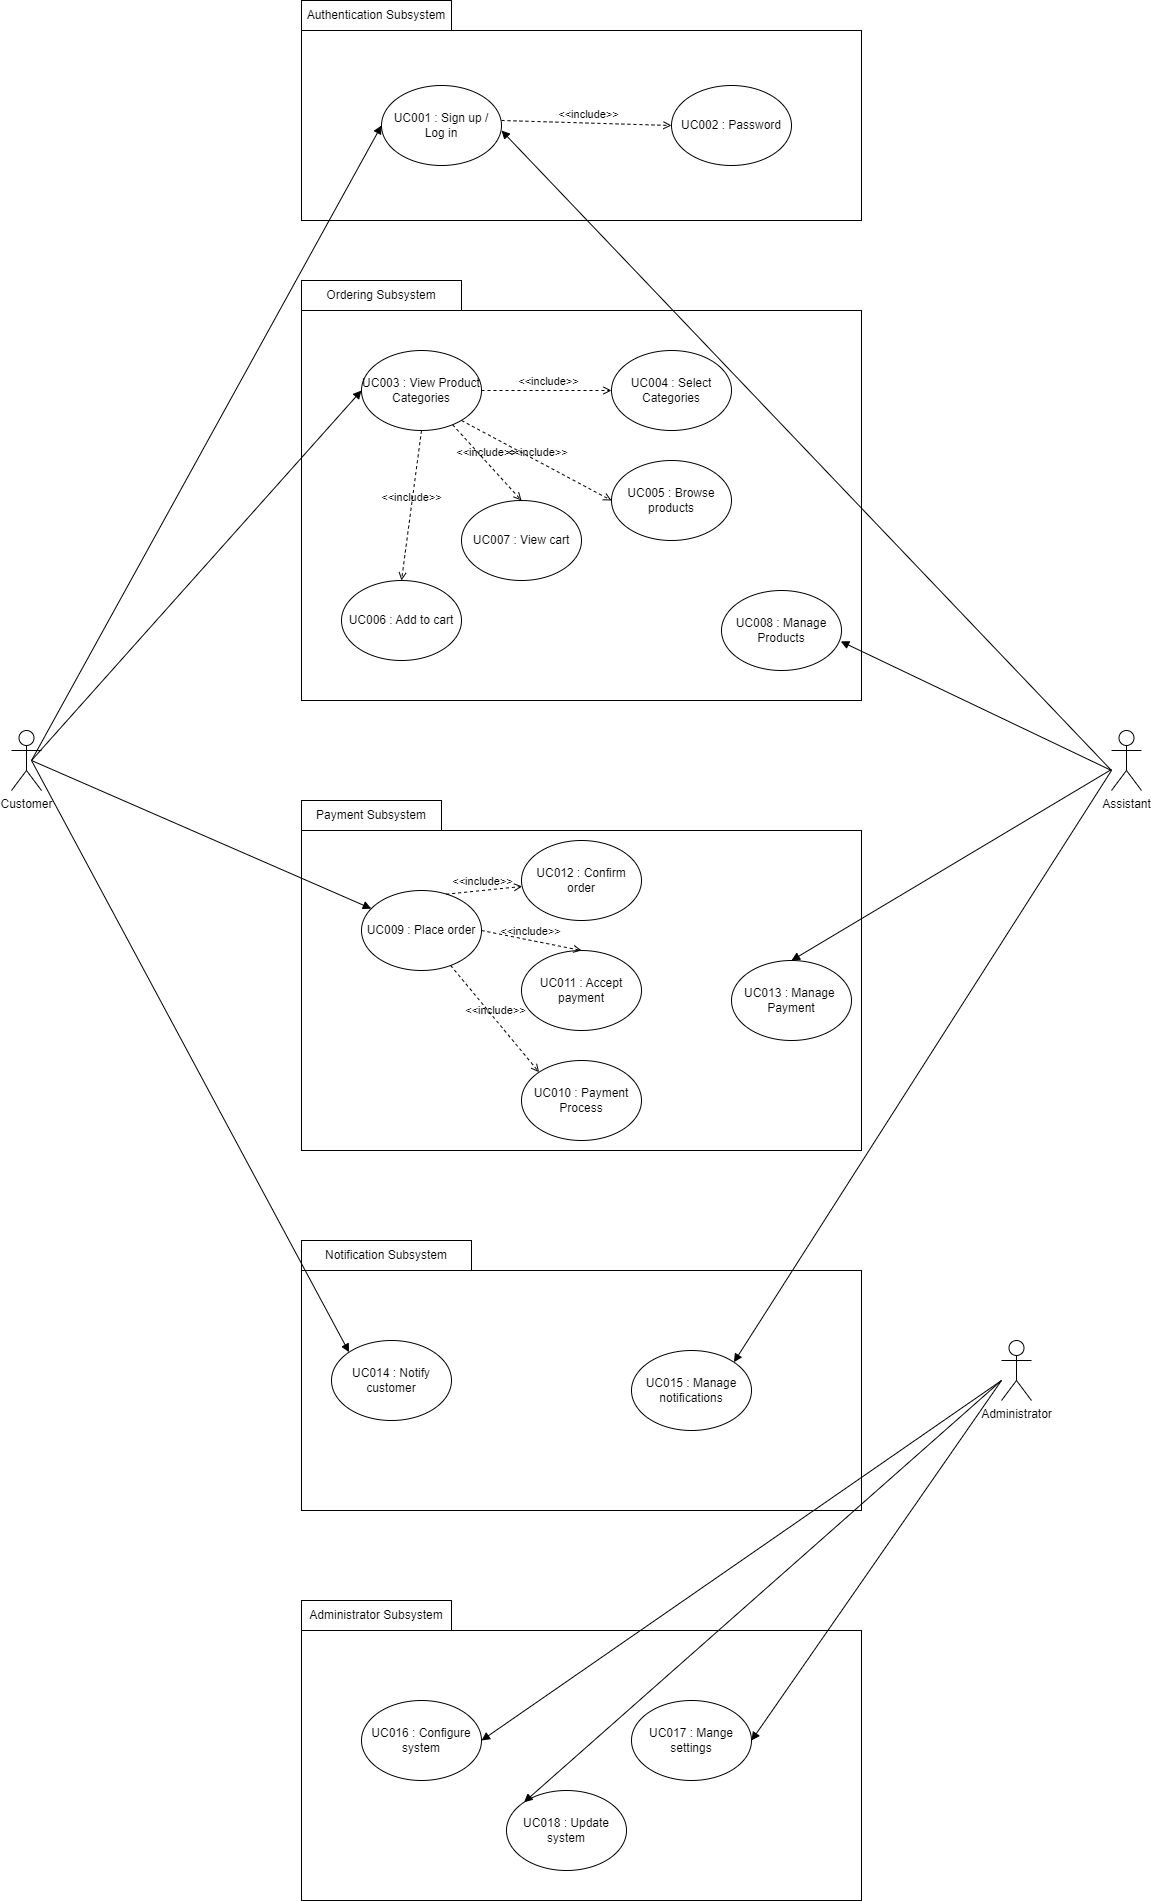 Authentication Subsystem
UC001 : Sign up /
Log in
<<include>>
UC002 : Password
Ordering Subsystem
UC003 : View Product
Categories
<<include>>
UC004 : Select
Categories
<<include>>
<<include>>
<<include>>
UC005 : Browse
products
UC007 : View cart
UC006 : Add to cart
UC008 : Manage
Products
Customer
Assistant
Payment Subsystem
UC012 : Confirm
order
<<include>>
UC009 : Place order
<<include>>
UC011 : Accept
payment
<<include>>
UC013 : Manage
Payment
UC010 : Payment
Process
Notification Subsystem
UC014 : Notify
customer
UC015 : Manage
notifications
Administrator
Administrator Subsystem
UC016 : Configure
system
UC017 : Mange
settings
UC018 : Update
system